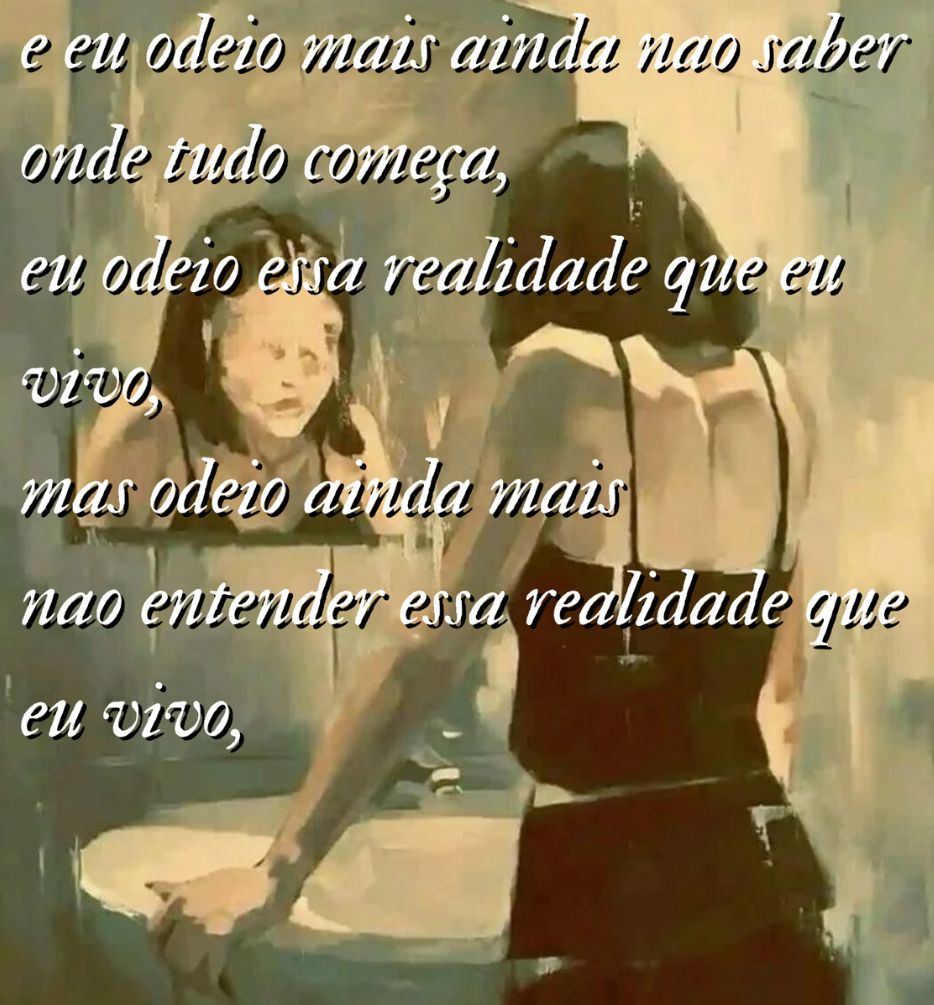 e eu odeio mais ainda nao saber
onde tudo começa,
eu odeio essa realidade que eu
vivo,
mas odeio ainda mais
nao entender essa realidade que
eu vivo,